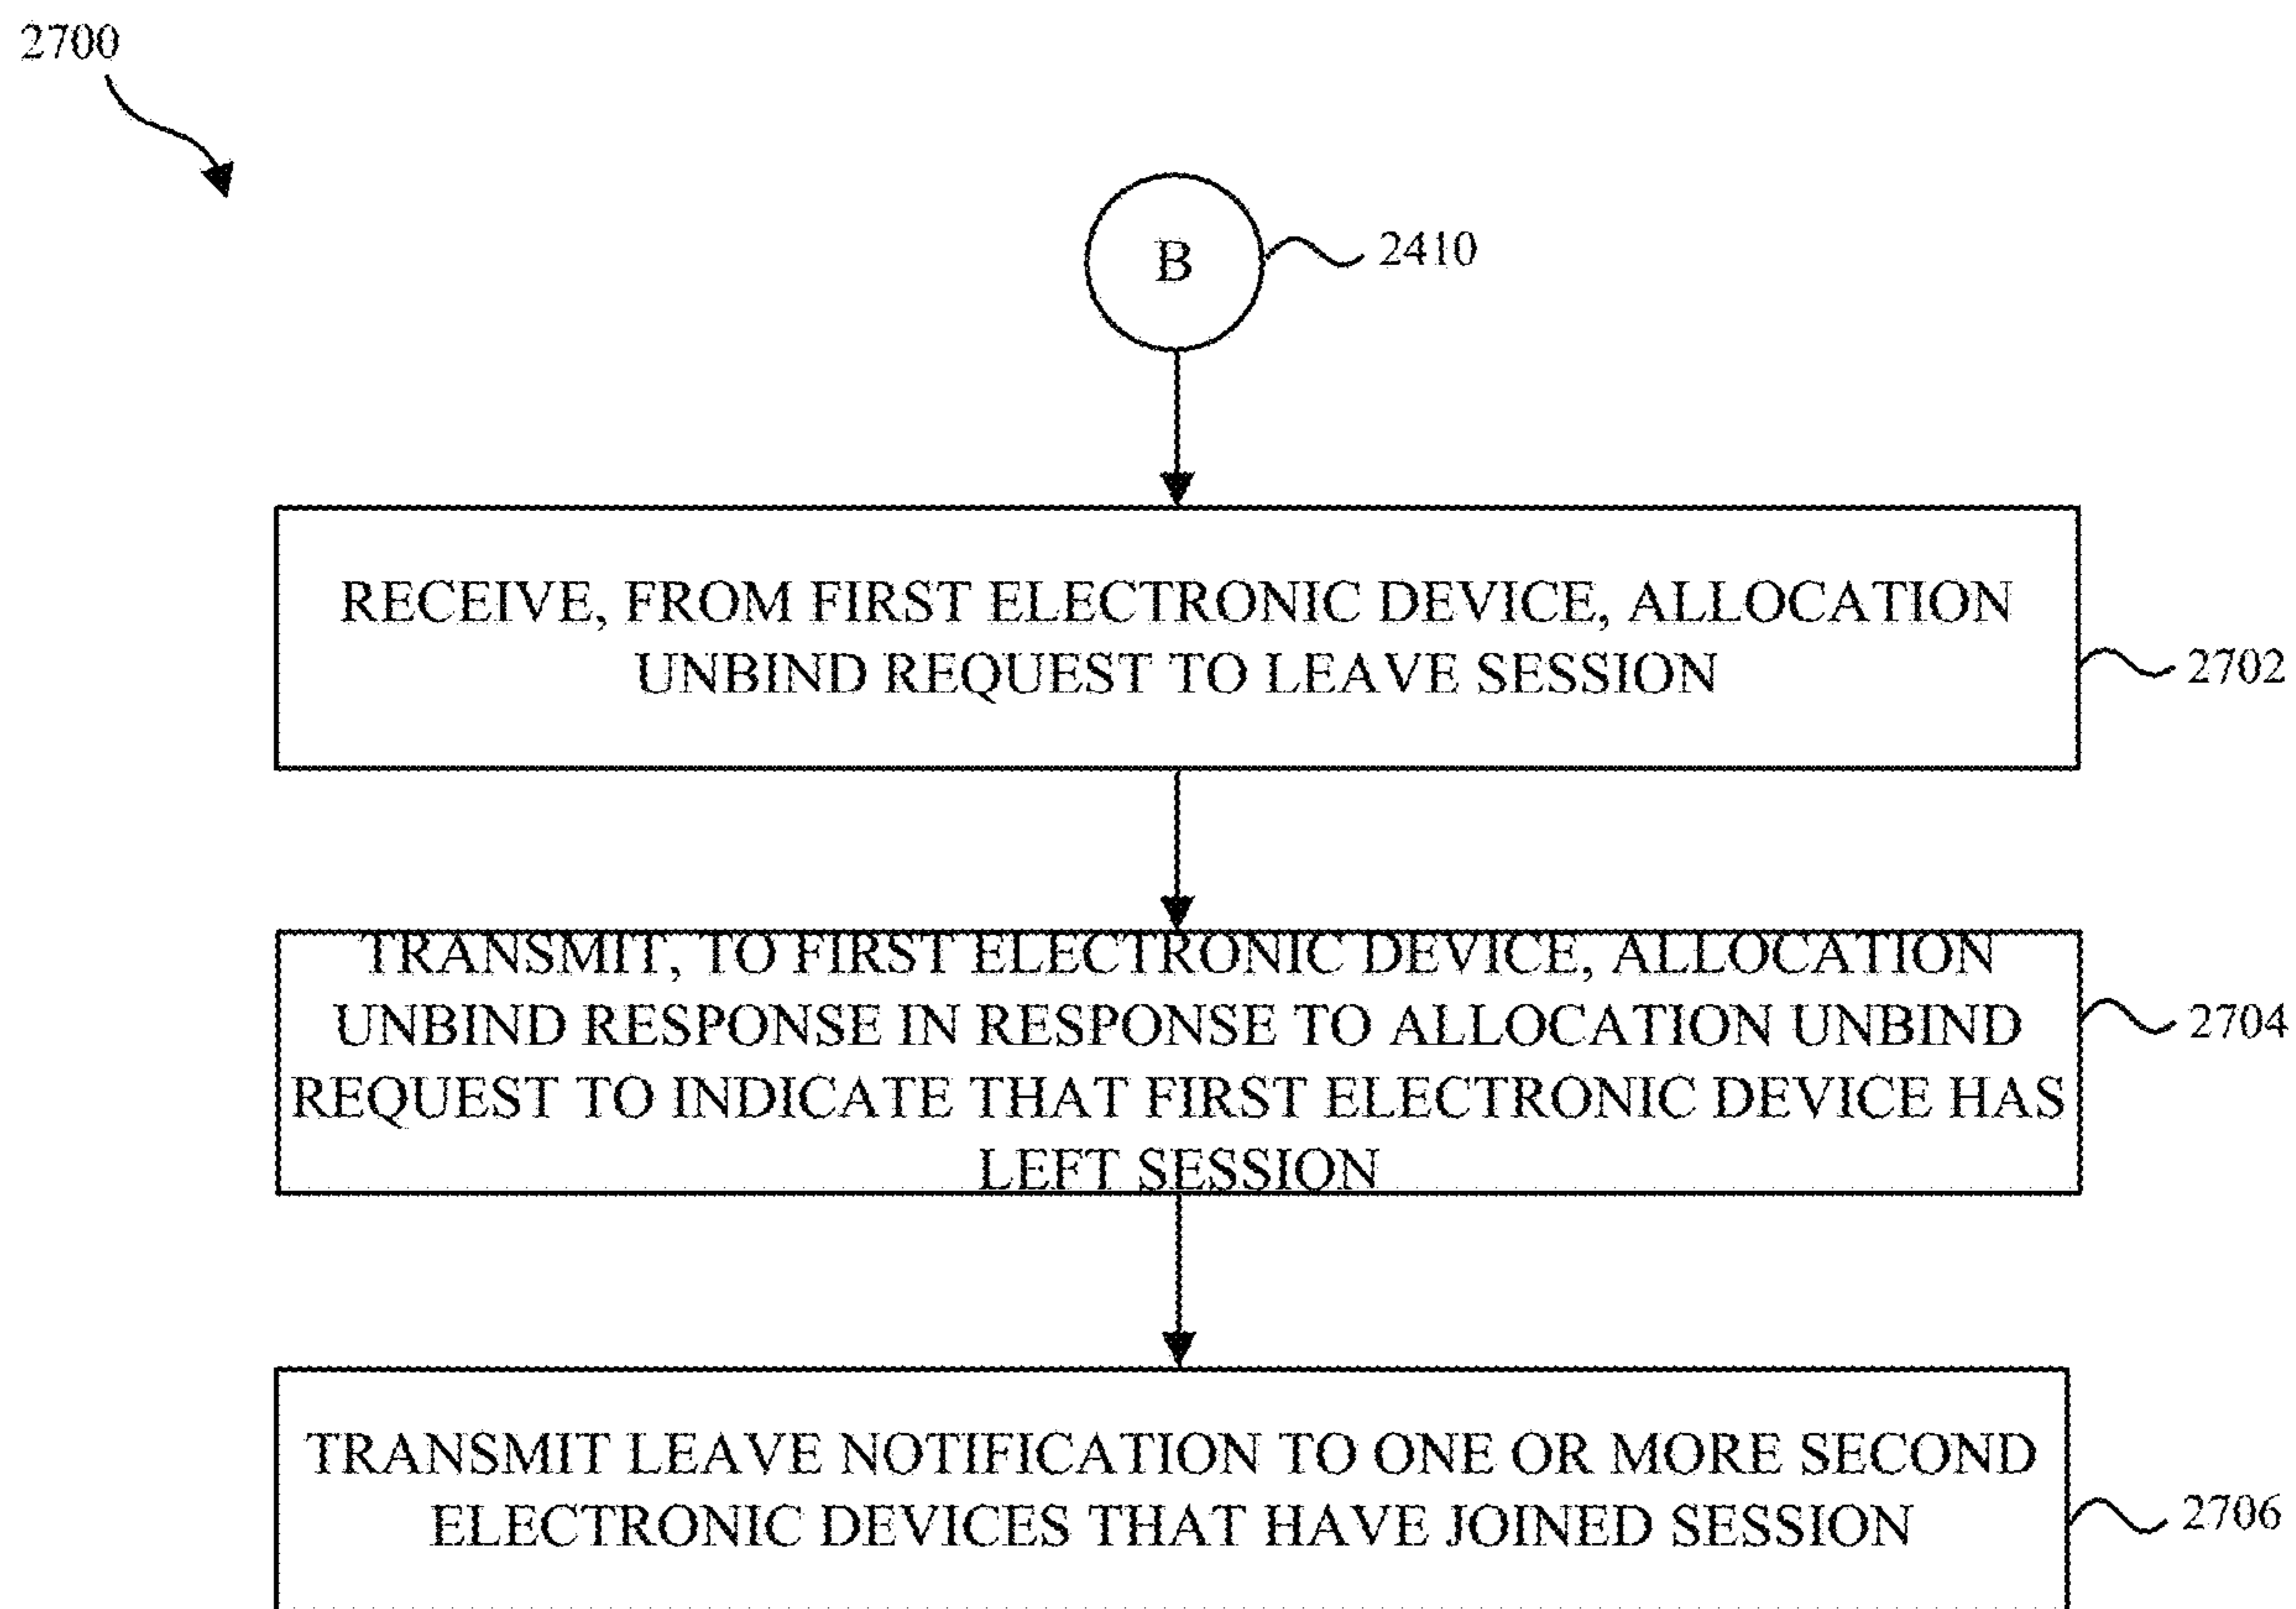 2700
B
2410
RECEIVE, FROM FIRST ELECTRONIC DEVICE, ALLOCATION
UNBIND REQUEST TO LEAVE SESSION
2702
TRANSMIT, TO FIRST ELECTRONIC DEVICE, ALLOCATION
UNBIND RESPONSE IN RESPONSE TO ALLOCATION UNBIND
REQUEST TO INDICATE THAT FIRST ELECTRONIC DEVICE HAS
LEFT SESSION
2704
TRANSMIT LEAVE NOTIFICATION TO ONE OR MORE SECOND
ELECTRONIC DEVICES THAT HAVE JOINED SESSION
2706